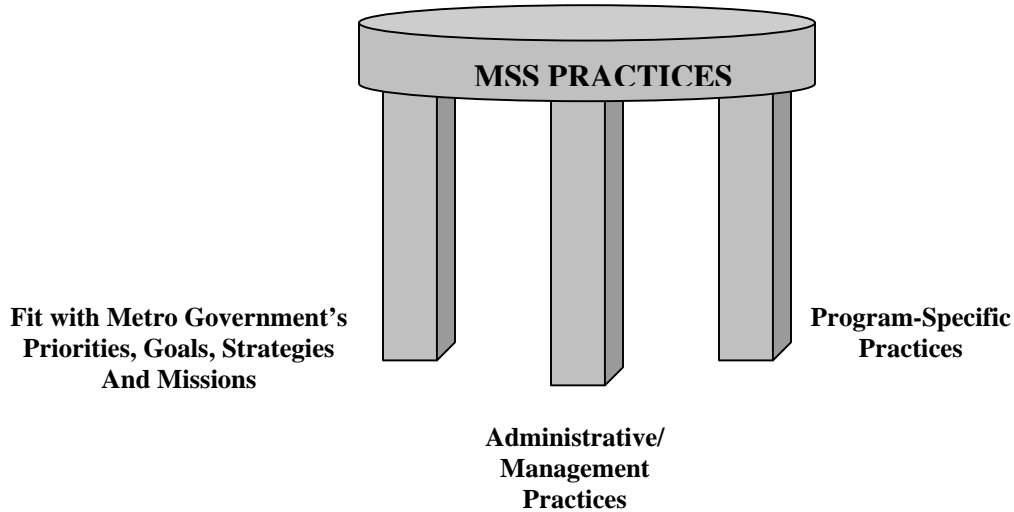 MSS PRACTICES
Fit with Metro Government’s
Priorities, Goals, Strategies
And Missions
Administrative/
Management
Practices
Program-Specific
Practices